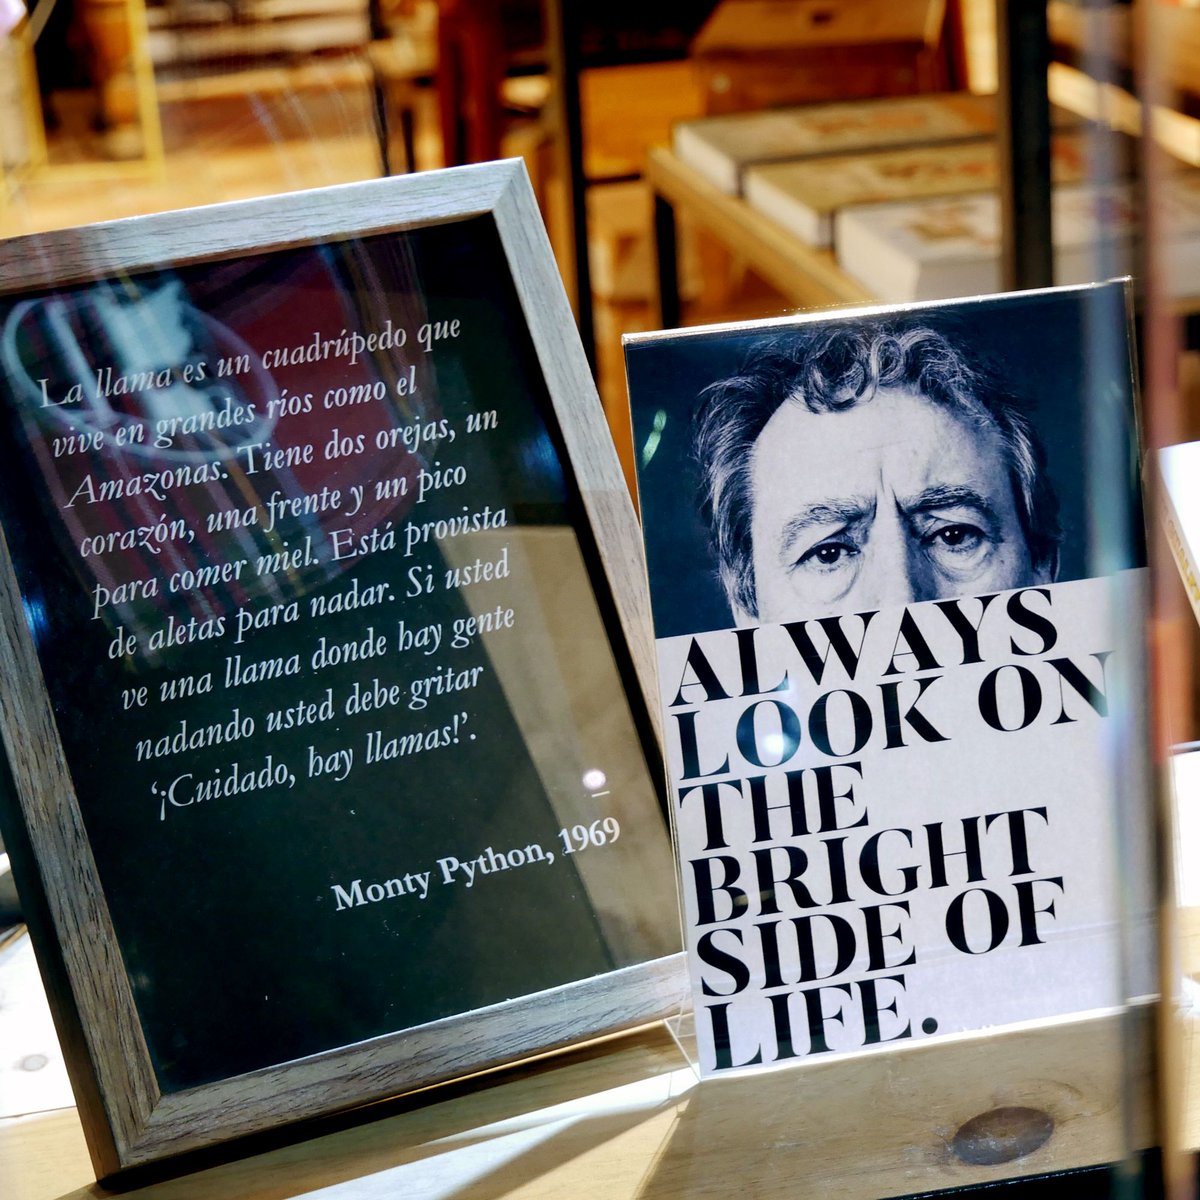 La llama es un cuadrúpedo que
vive en grandes ríos como el
Amazonas. Tiene dos orejas, un
corazón, una frente y un pico
para comer miel. Está provista
de aletas para nadar. Si usted
ve una llama donde hay gente
nadando usted debe gritar
‘¡Cuidado, hay llamas!’.
–
Monty Python, 1969
ALWAYS
LOOK ON
THE
BRIGHT
SIDE OF
LIFE.